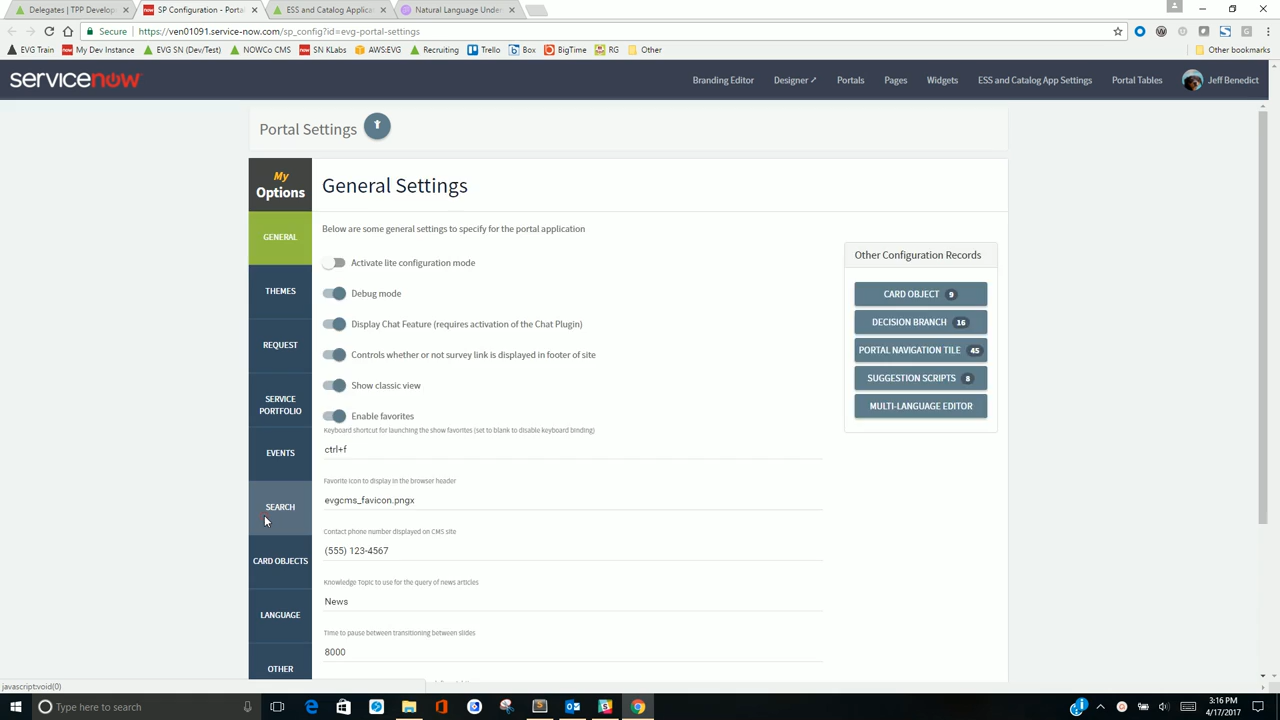 Delegates | TPP Develop
SP Configuration - Porta
ESS and Catalog Applica
Natural Language Under
Secure
https://ven01091.service-now.com/sp_config?id=evg-portal-settings
EVG Train
SN My Dev Instance
EVG SN (Dev/Test)
NOWCo CMS
SN KLabs
AWS:EVG
Recruiting
Trello
Box
BigTime
RG
Other
Other bookmarks
servicenow
Branding Editor
Designer
Portals
Pages
Widgets
ESS and Catalog App Settings
Portal Tables
Jeff Benedict
Portal Settings
My
Options
GENERAL
THEMES
REQUEST
SERVICE
PORTFOLIO
EVENTS
SEARCH
CARD OBJECTS
LANGUAGE
OTHER
General Settings
Below are some general settings to specify for the portal application
Activate lite configuration mode
Debug mode
Display Chat Feature (requires activation of the Chat Plugin)
Controls whether or not survey link is displayed in footer of site
Show classic view
Enable favorites
Keyboard shortcut for launching the show favorites (set to blank to disable keyboard binding)
ctrl+f
Favorite icon to display in the browser header
evgcms_favicon.pngx
Contact phone number displayed on CMS site
(555) 123-4567
Knowledge Topic to use for the query of news articles
News
Time to pause between transitioning between slides
8000
Other Configuration Records
CARD OBJECT 9
DECISION BRANCH 16
PORTAL NAVIGATION TILE 45
SUGGESTION SCRIPTS 8
MULTI-LANGUAGE EDITOR
javascript:void(0)
Type here to search
3:16 PM
4/17/2017